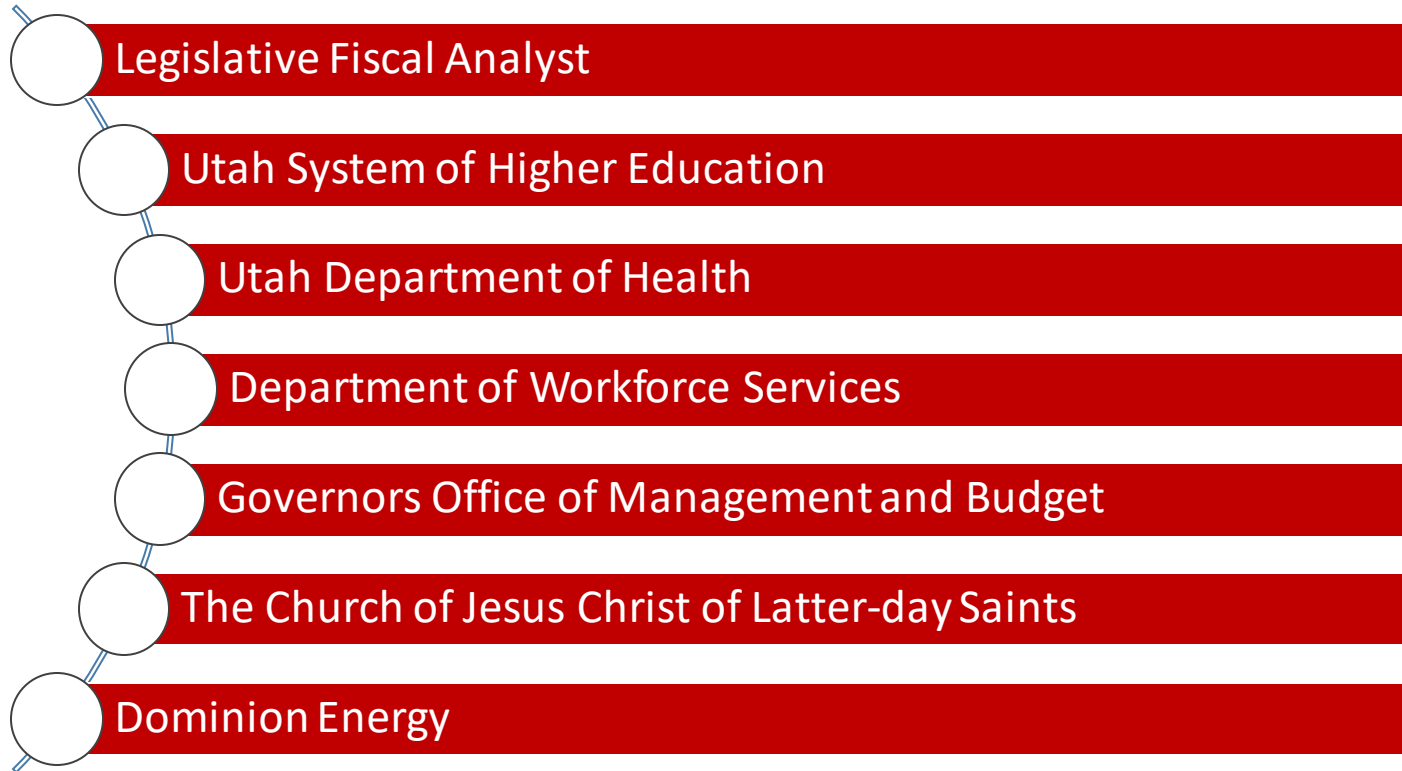 Legislative Fiscal Analyst
Utah System of Higher Education
Utah Department of Health
Department of Workforce Services
Governors Office of Management and Budget
The Church of Jesus Christ of Latter-day Saints
Dominion Energy